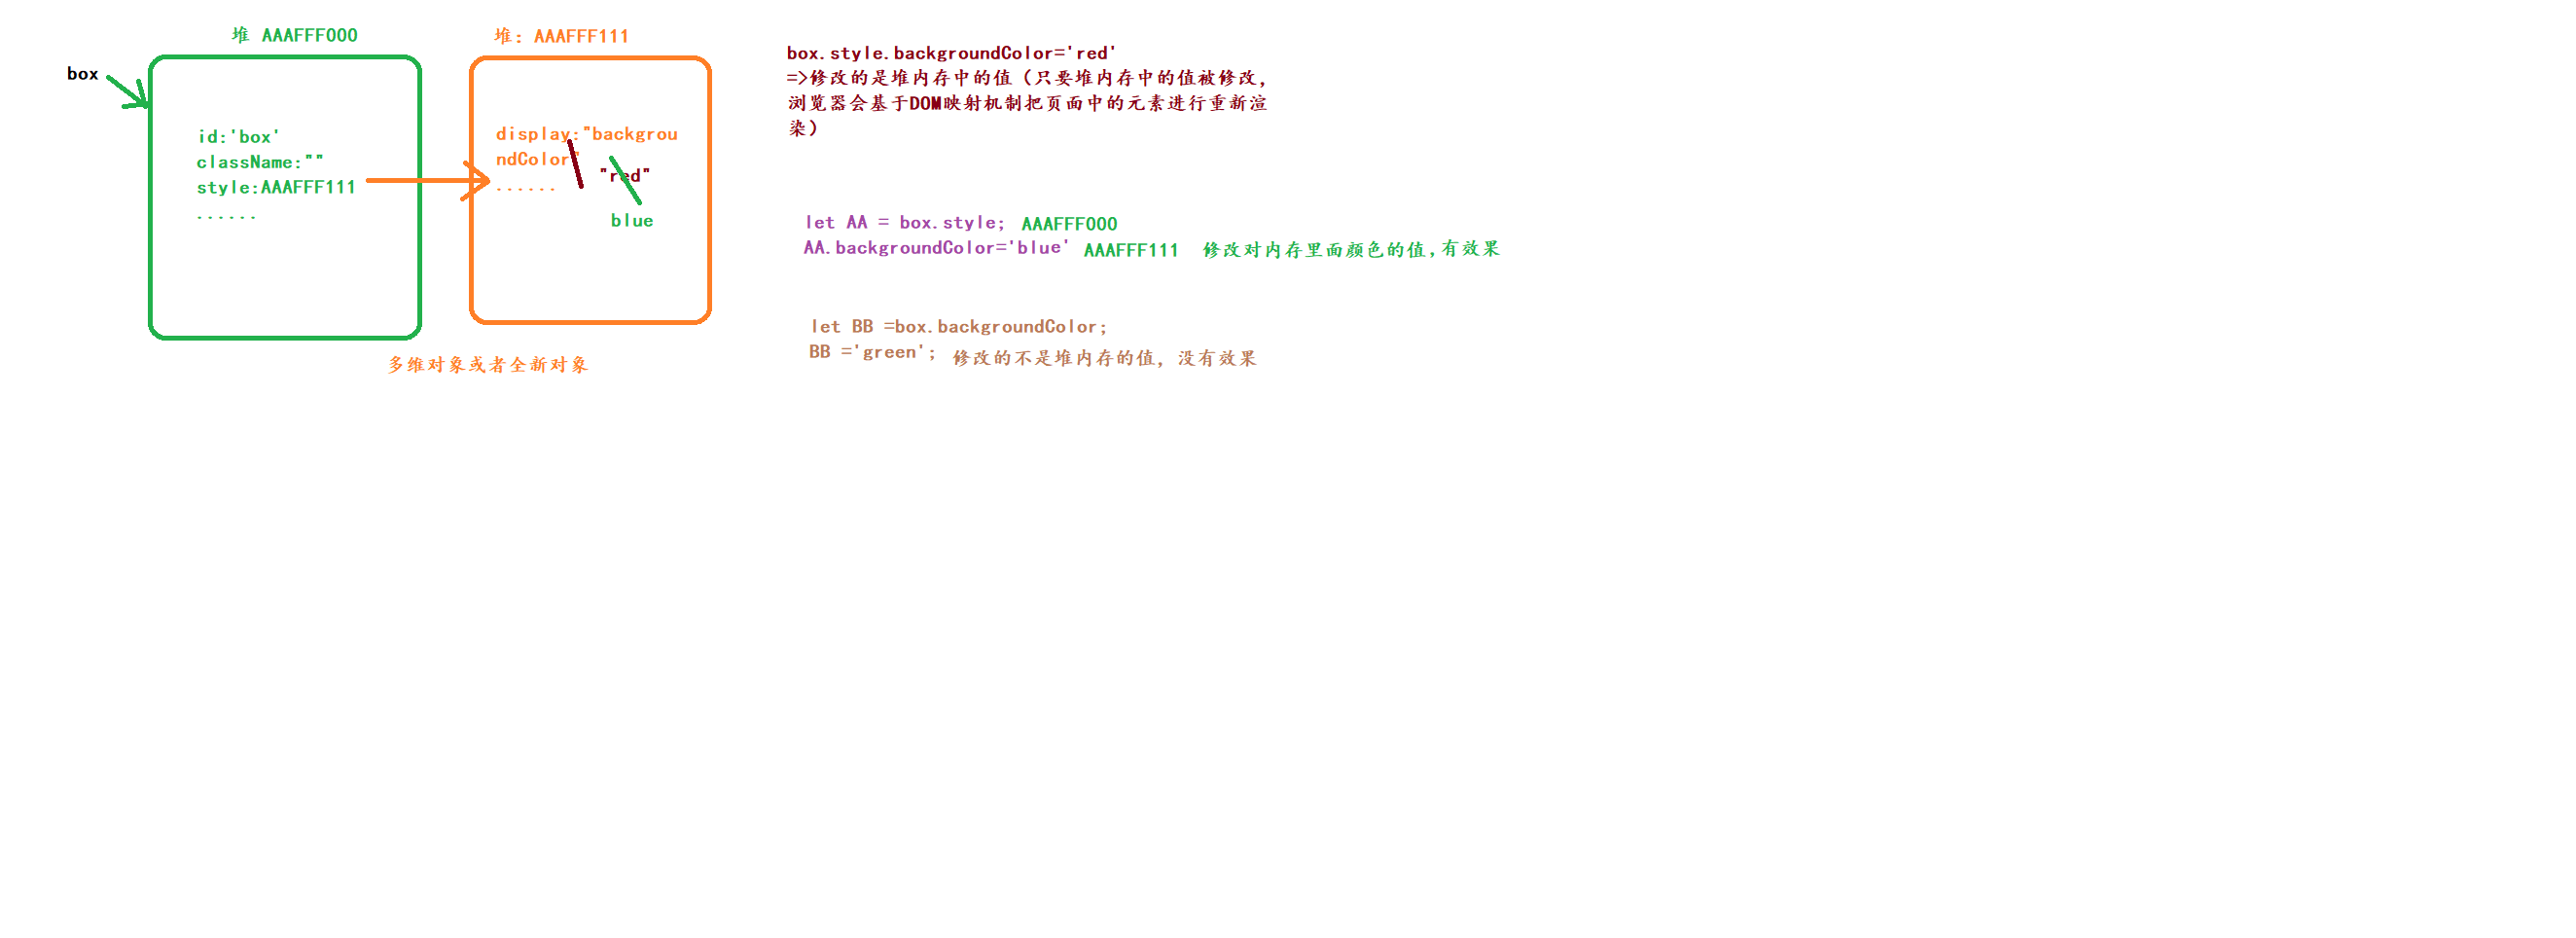 堆 AAAFFF000
box
id:'box'
className:""
style:AAAFFF111
......
堆: AAAFFF111
display:"backgrou
ndColor"
"red"
......
blue
多维对象或者全新对象
box.style.backgroundColor='red'
=>修改的是堆内存中的值（只要堆内存中的值被修改，
浏览器会基于DOM映射机制把页面中的元素进行重新渲
染）
let AA = box.style; AAAFFF000
AA.backgroundColor='blue' AAAFFF111 修改对内存里面颜色的值，有效果
let BB =box.backgroundColor;
BB ='green'; 修改的不是堆内存的值，没有效果